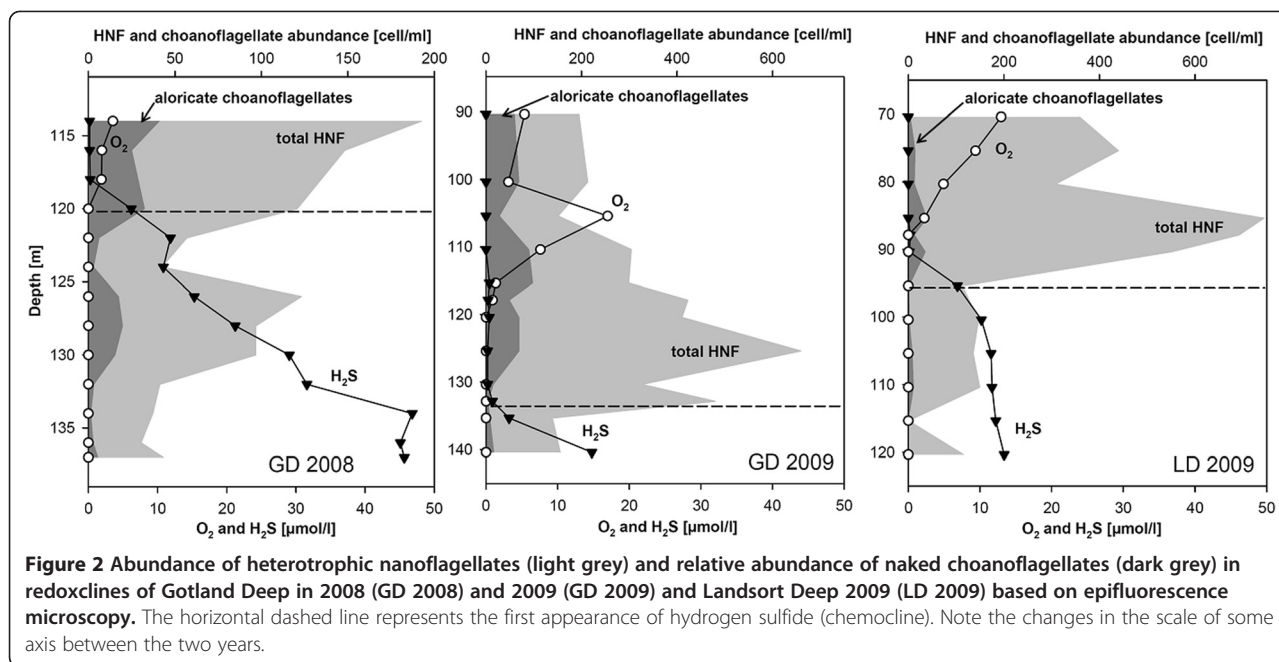 HNF and choanoflagellate abundance [cell/ml]
0 50 100 150 200
aloricate choanoflagellates
O2
total HNF
H2S
115
120
125
130
135
Depth [m]
GD 2008
0 10 20 30 40 50
O2 and H2S [µmol/l]
HNF and choanoflagellate abundance [cell/ml]
0 200 400 600
aloricate choanoflagellates
O2
total HNF
H2S
90
100
110
120
130
140
GD 2009
0 10 20 30 40 50
O2 and H2S [µmol/l]
HNF and choanoflagellate abundance [cell/ml]
0 200 400 600
aloricate choanoflagellates
O2
total HNF
H2S
70
80
90
100
110
120
LD 2009
0 10 20 30 40 50
O2 and H2S [µmol/l]
Figure 2 Abundance of heterotrophic nanoflagellates (light grey) and relative abundance of naked choanoflagellates (dark grey) in
redoxclines of Gotland Deep in 2008 (GD 2008) and 2009 (GD 2009) and Landsort Deep 2009 (LD 2009) based on epifluorescence
microscopy. The horizontal dashed line represents the first appearance of hydrogen sulfide (chemocline). Note the changes in the scale of some
axis between the two years.